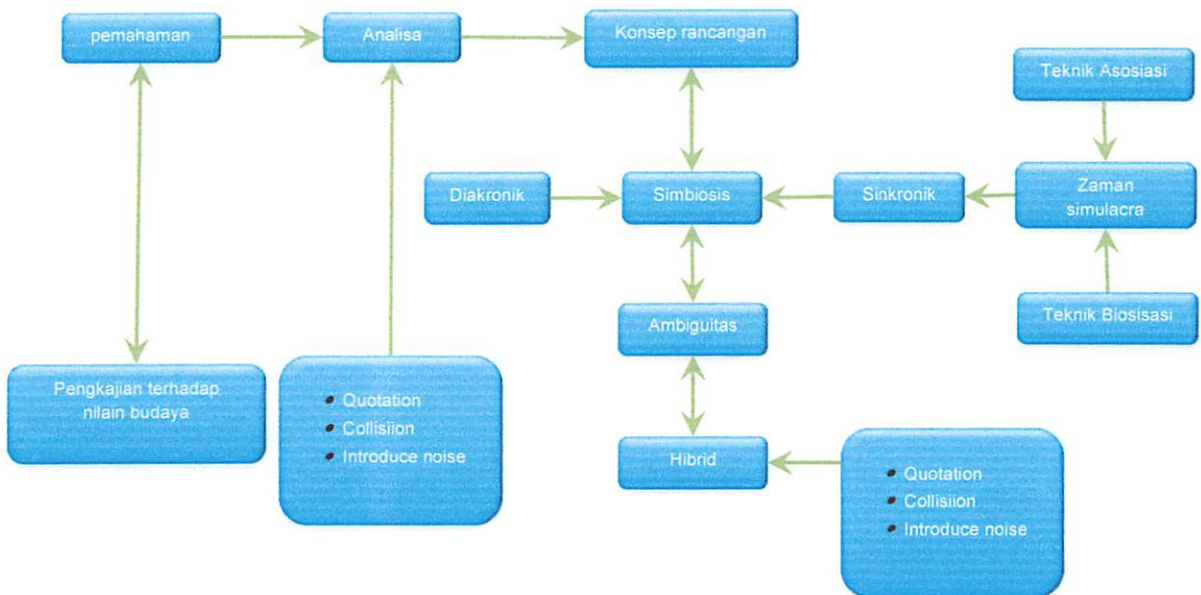 pemahaman
Analisa
Konsep rancangan
Teknik Asosiasi
Diakronik
Simbiosis
Sinkronik
Zaman
simulacra
Ambiguitas
Teknik Biosisasi
Pengkajian terhadap
nilain budaya
• Quotation
• Collisiion
• Introduce noise
Hibrid
• Quotation
• Collisiion
• Introduce noise